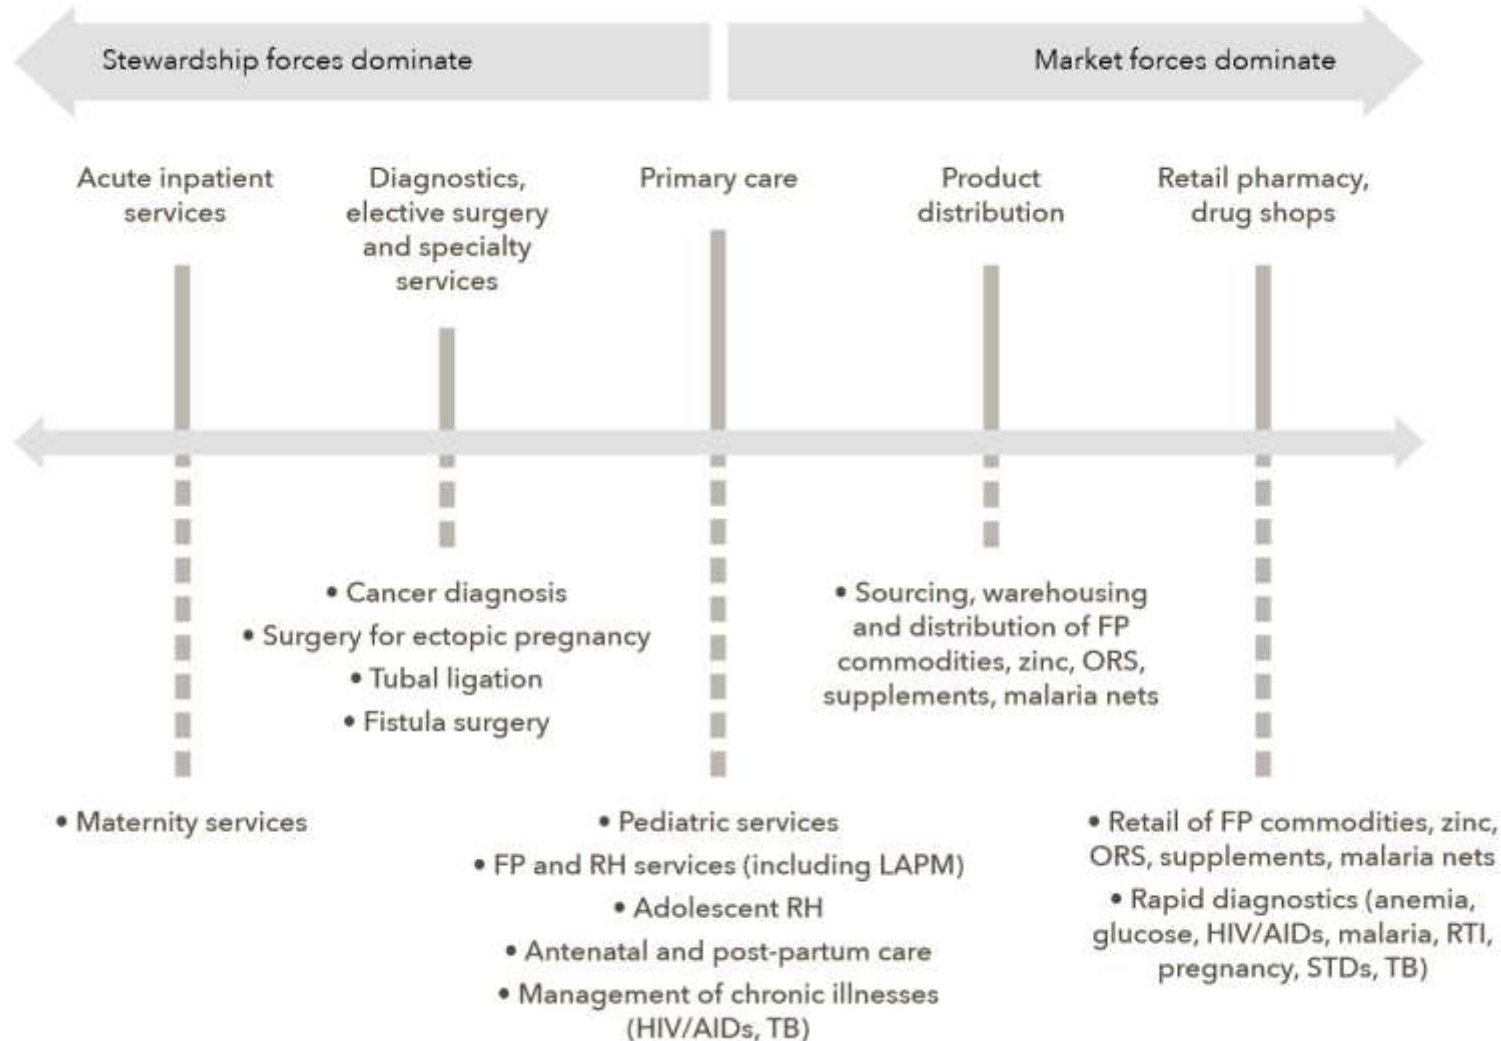 Stewardship forces dominate
Market forces dominate
Acute inpatient
services
Diagnostics,
elective surgery
and specialty
services
Primary care
Product
distribution
Retail pharmacy,
drug shops
• Cancer diagnosis
• Surgery for ectopic pregnancy
• Tubal ligation
• Fistula surgery
• Sourcing, warehousing
and distribution of FP
commodities, zinc, ORS,
supplements, malaria nets
• Maternity services
• Pediatric services
• FP and RH services (including LAPM)
• Adolescent RH
• Antenatal and post-partum care
• Management of chronic illnesses
(HIV/AIDs, TB)
• Retail of FP commodities, zinc,
ORS, supplements, malaria nets
• Rapid diagnostics (anemia,
glucose, HIV/AIDs, malaria, RTI,
pregnancy, STDs, TB)